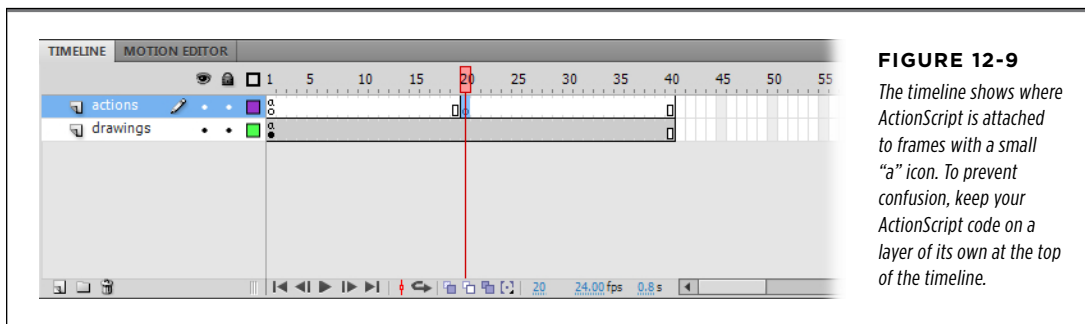 TIMELINE MOTION EDITOR
1 5 10 15 20 25 30 35 40 45 50 55
actions
a
drawings
a
20 24.00 fps 0.8 s
FIGURE 12-9
The timeline shows where
ActionScript is attached
to frames with a small
“a” icon. To prevent
confusion, keep your
ActionScript code on a
layer of its own at the top
of the timeline.